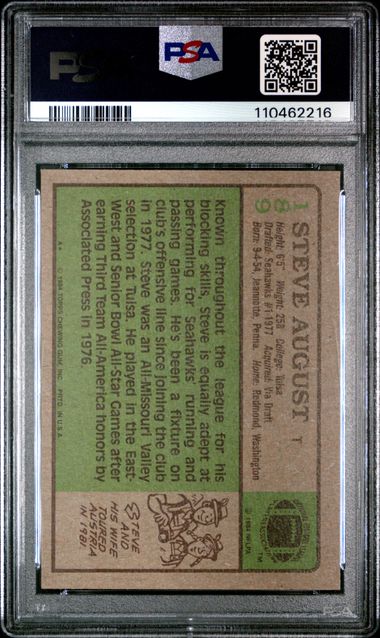 PSA
PSA
110462216
189
STEVE AUGUST T
Height: 6'5" Weight: 258 College: Tulsa
Drafted: Seahawks #1-1977 Acquired: Via Draft
Born: 9-4-54, Jeannette, Penna. Home: Redmond, Washington
© 1984 NFLPA
TM
Known throughout the league for his
blocking skills, Steve is equally adept at
performing for Seahawks' running and
passing games. He's been a fixture on
club's offensive line since joining the club
in 1977. Steve was an All-Missouri Valley
selection at Tulsa. He played in the East-
West and Senior Bowl All-Star Games after
earning Third Team All-America honors by
Associated Press in 1976
STEVE
AND
HIS WIFE
TOURED
AUSTRIA
IN 1981.
A★ © 1984 TOPPS CHEWING GUM, INC. PRTD. IN U.S.A.